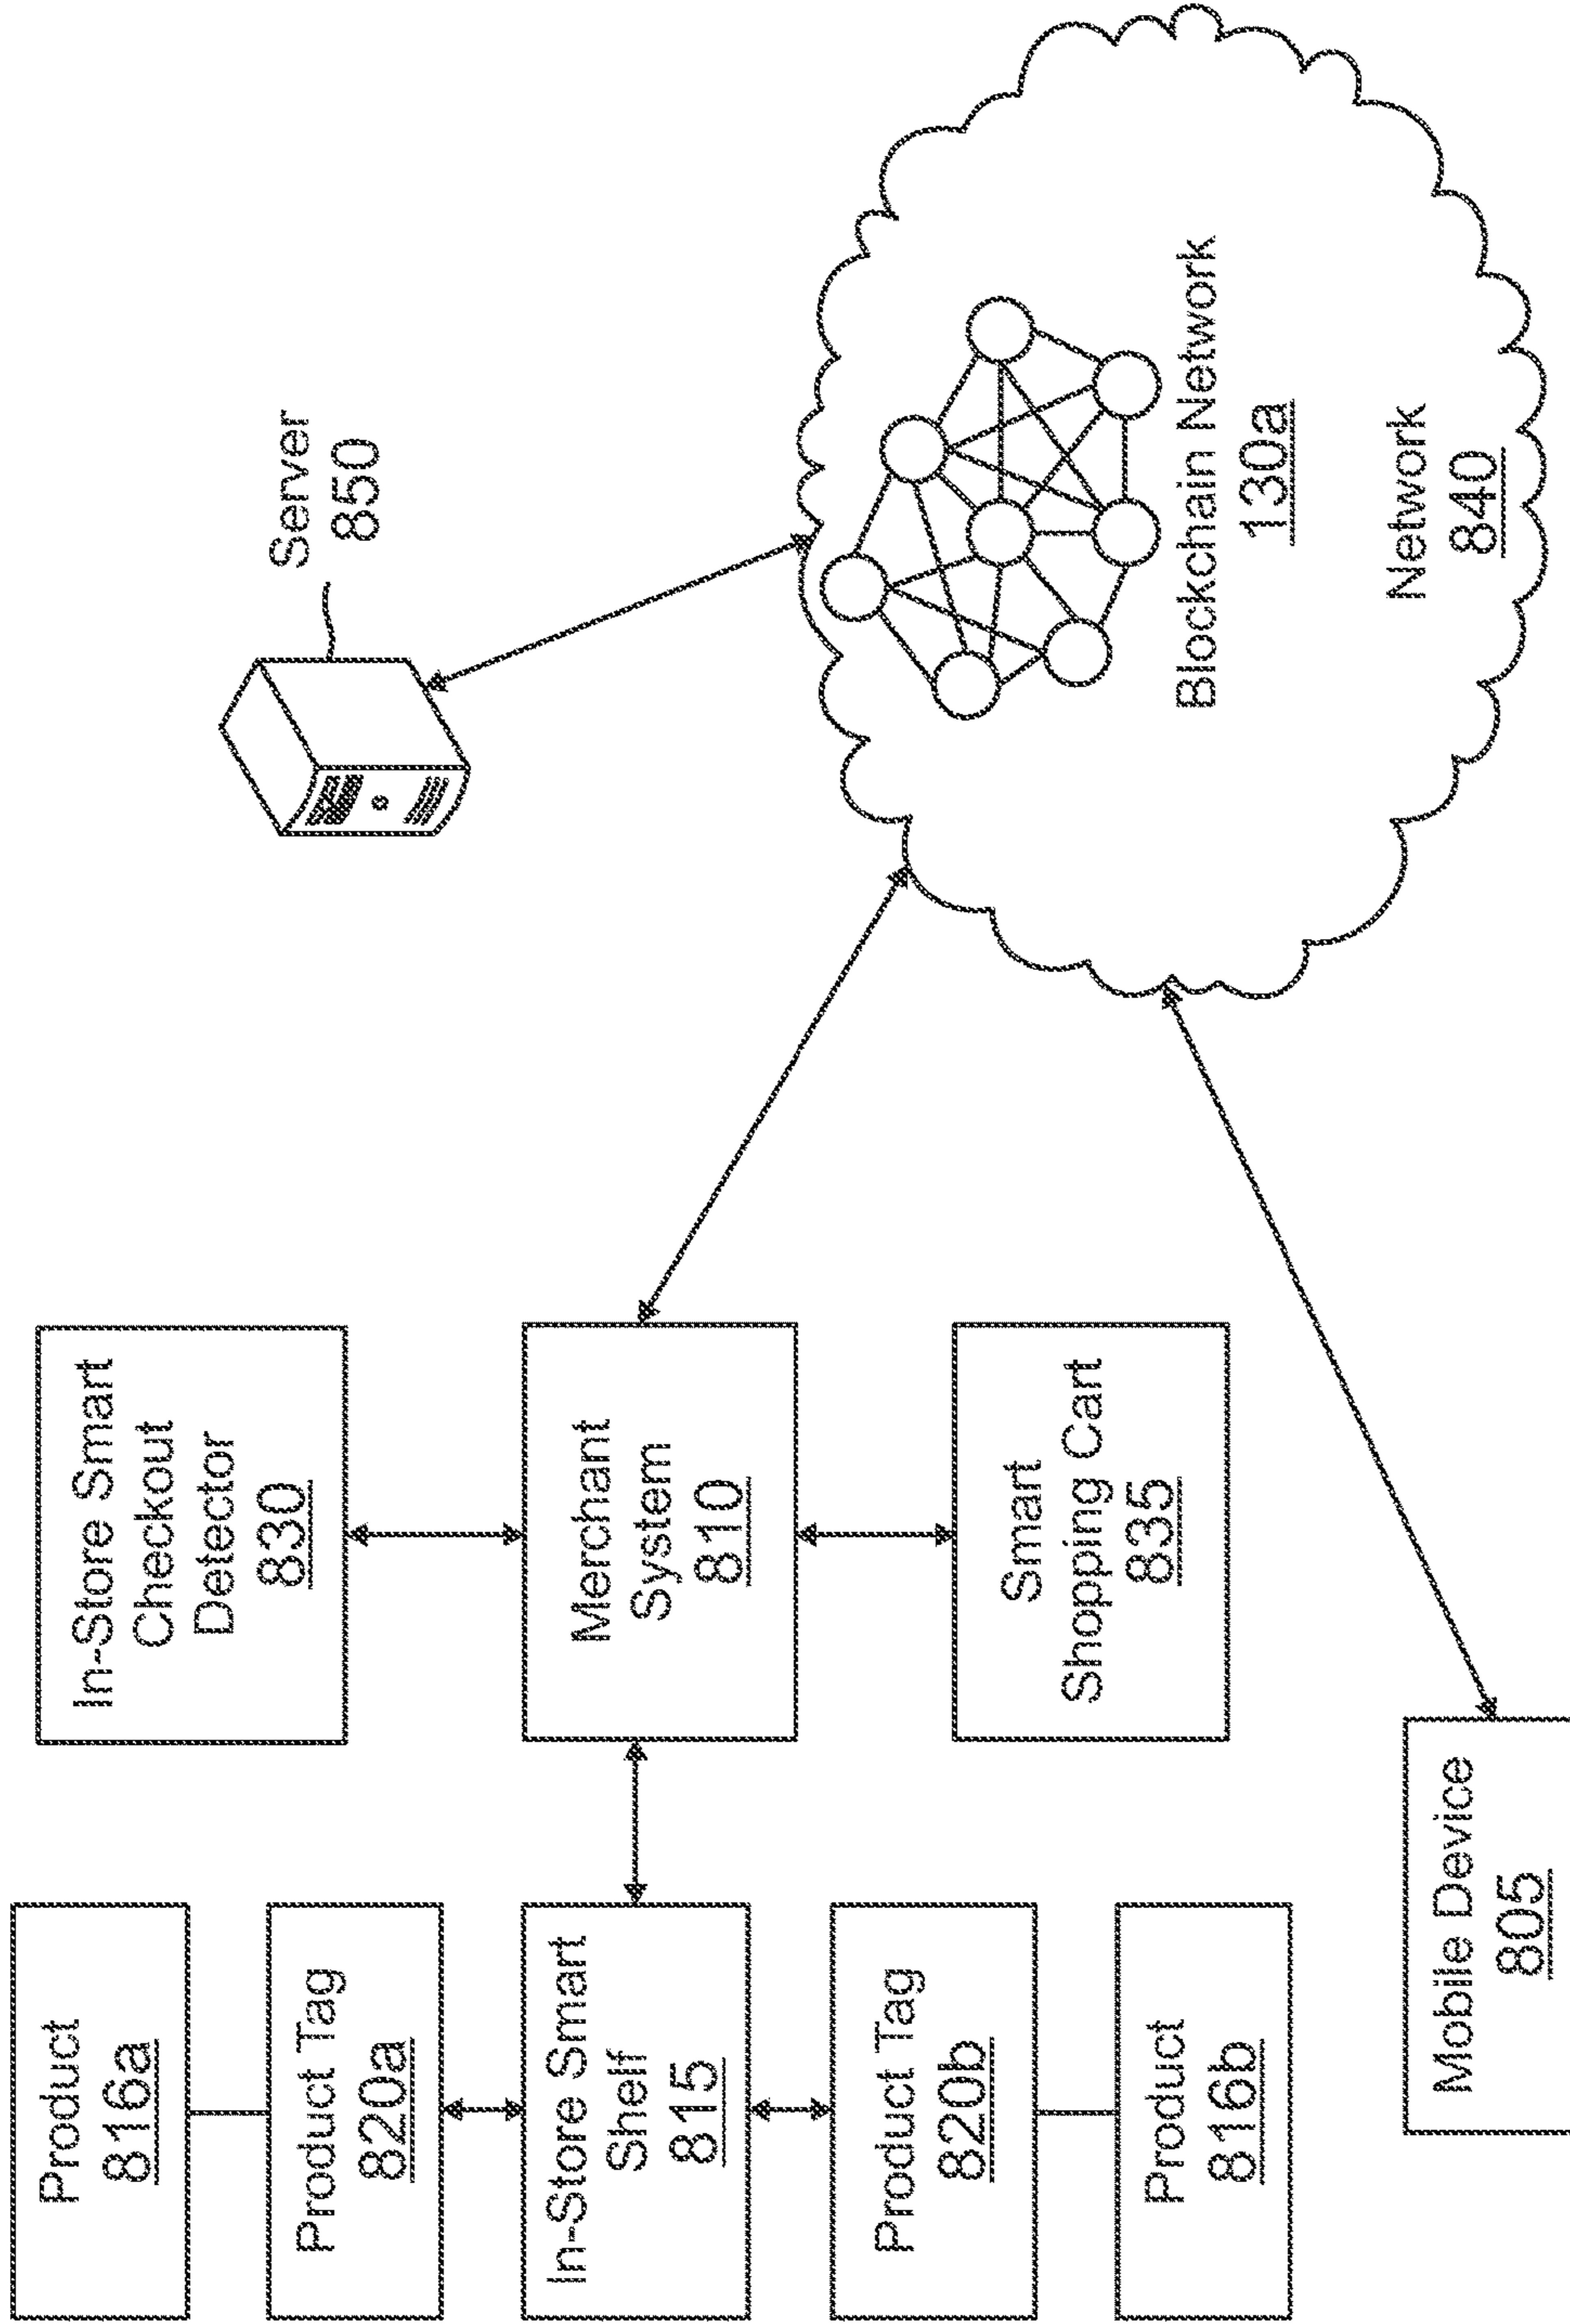 Product
816a
Product Tag
820a
In-Store Smart
Shelf
815
Product Tag
820b
Product
816b
Mobile Device
805
In-Store Smart
Checkout
Detector
830
Merchant
System
810
Smart
Shopping Cart
835
Server
850
Blockchain Network
130a
Network
840